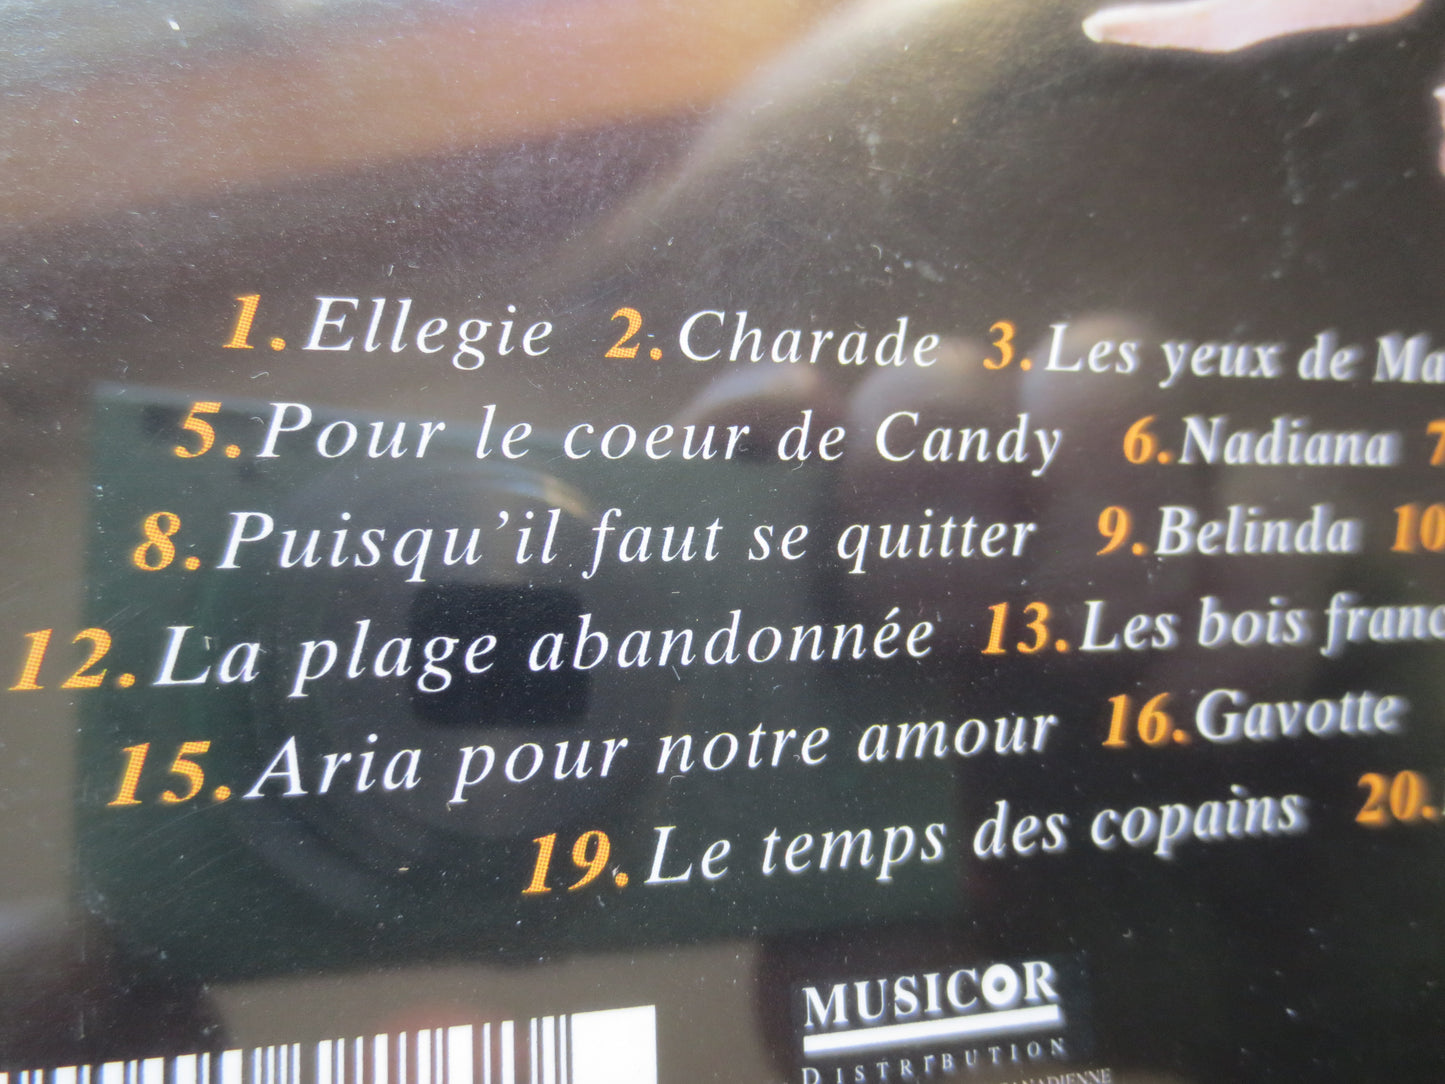 1. Ellegie 2. Charade 3. Les yeux de
5. Pour le coeur de Candy 6. Nadiana
8. Puisqu'il faut se quitter 9. Belinda 10
12. La plage abandonnée 13. Les bois
15. Aria pour notre amour 16. Gavotte
19. Le temps des copains 20.
MUSICOR
DISTRIBUTION